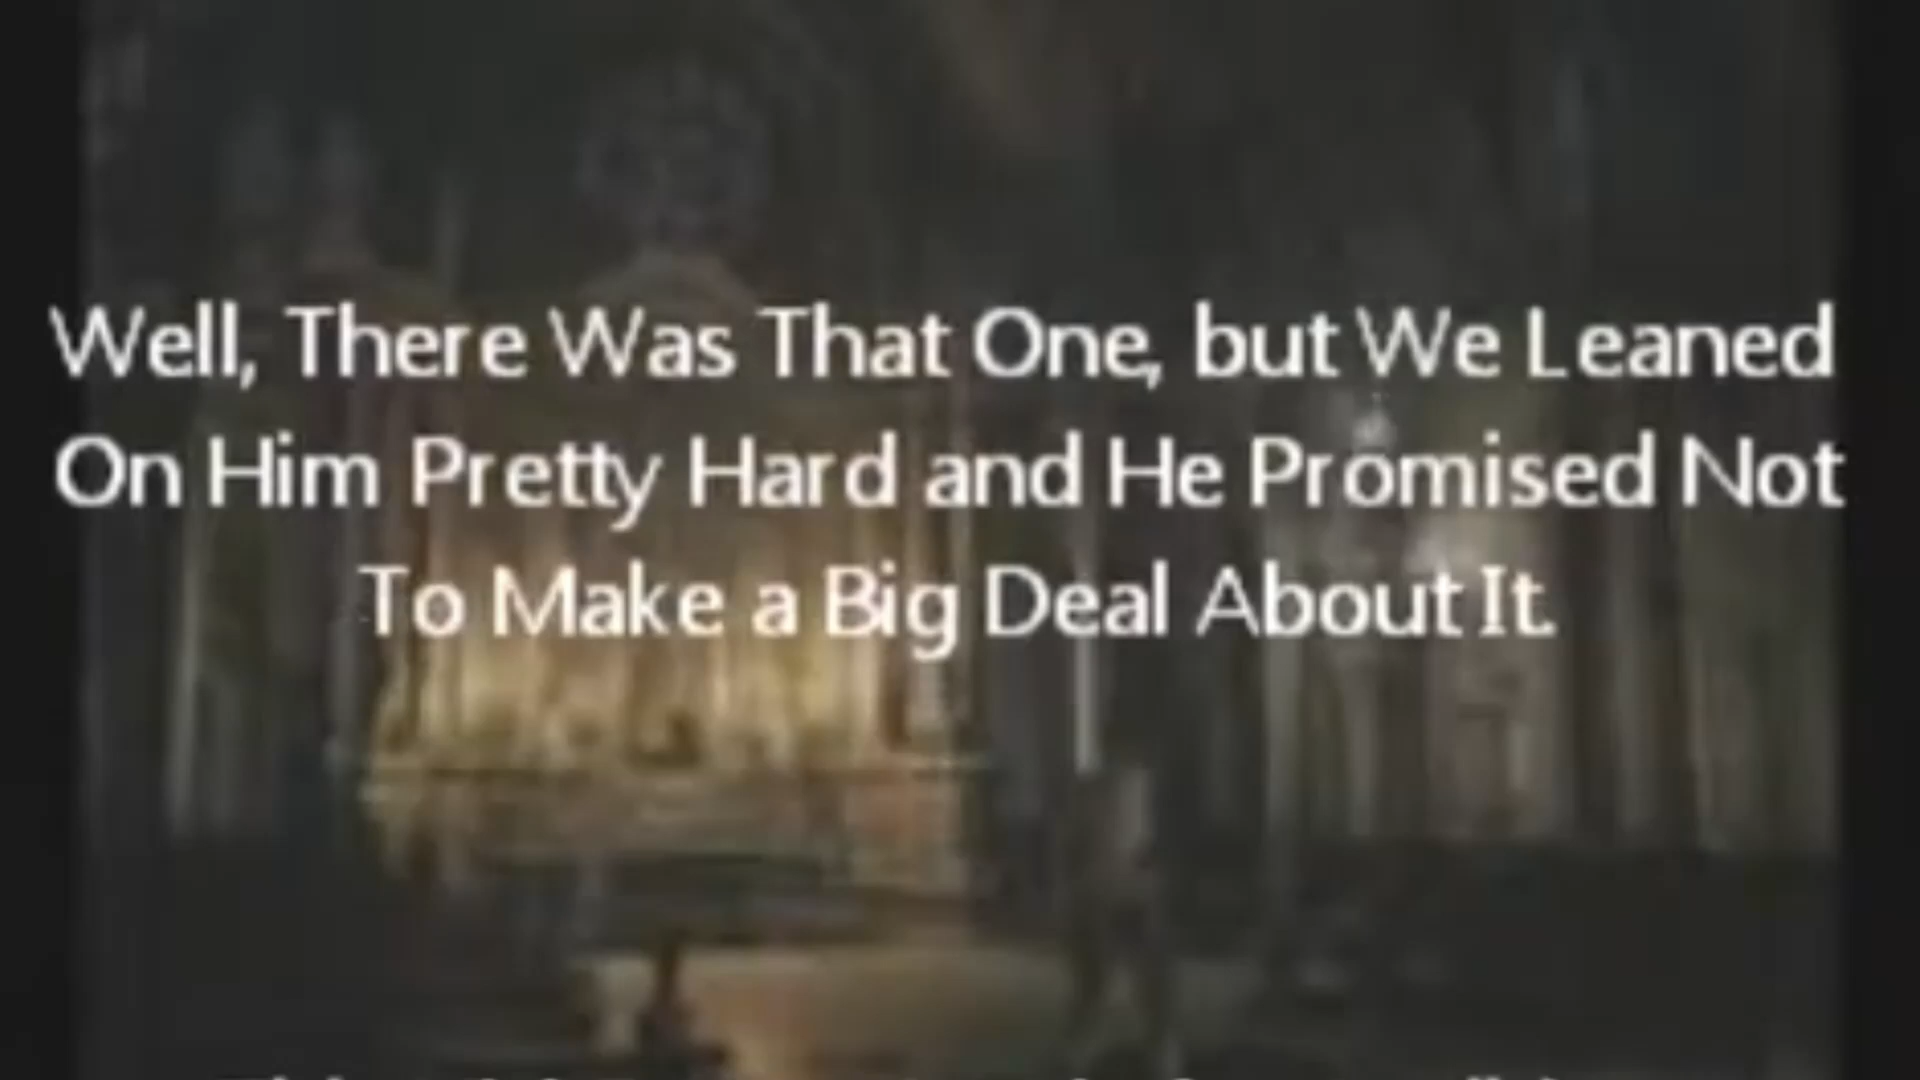 Well, There Was That One, but We Leaned
On Him Pretty Hard and He Promised Not
To Make a Big Deal About It.